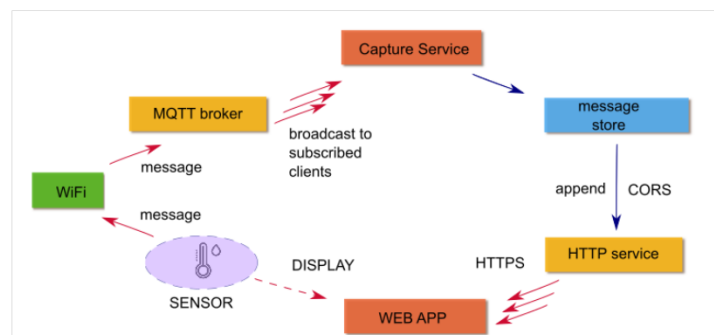 Capture Service
MQTT broker
message
store
broadcast to
subscribed
clients
message
WiFi
append
CORS
message
DISPLAY
HTTPS
HTTP service
SENSOR
WEB APP